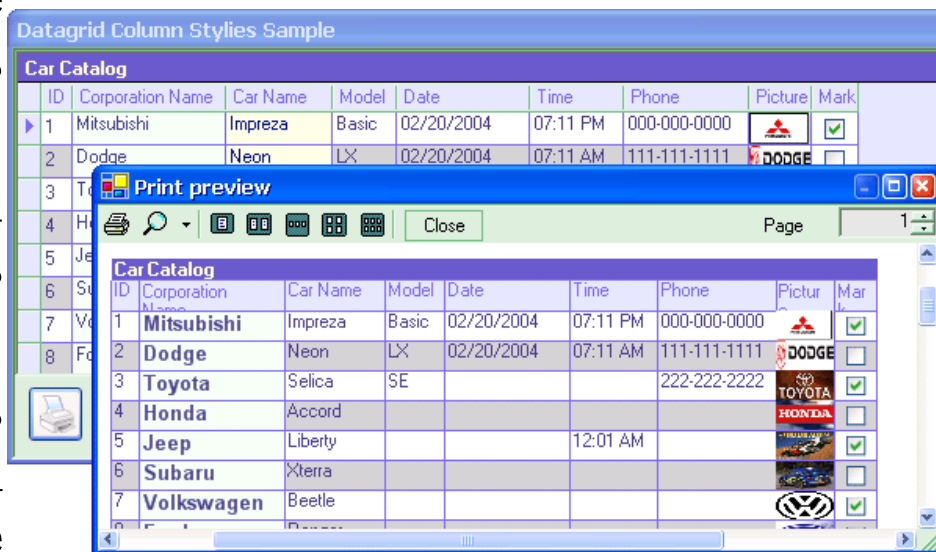 Datagrid Column Stylies Sample
Car Catalog
ID Corporation Name Car Name Model Date Time Phone Picture Mark
1 Mitsubishi Impreza Basic 02/20/2004 07:11 PM 000-000-0000
2 Dodge Neon LX 02/20/2004 07:11 AM 111-111-1111 DODGE
3
4
5
6
7
8
Print preview
Close Page 1
Car Catalog
ID Corporation Car Name Model Date Time Phone Pictur Mar
1 Mitsubishi Impreza Basic 02/20/2004 07:11 PM 000-000-0000
2 Dodge Neon LX 02/20/2004 07:11 AM 111-111-1111 DODGE
3 Toyota Selica SE 222-222-2222 TOYOTA
4 Honda Accord HONDA
5 Jeep Liberty 12:01 AM
6 Subaru Xterra
7 Volkswagen Beetle